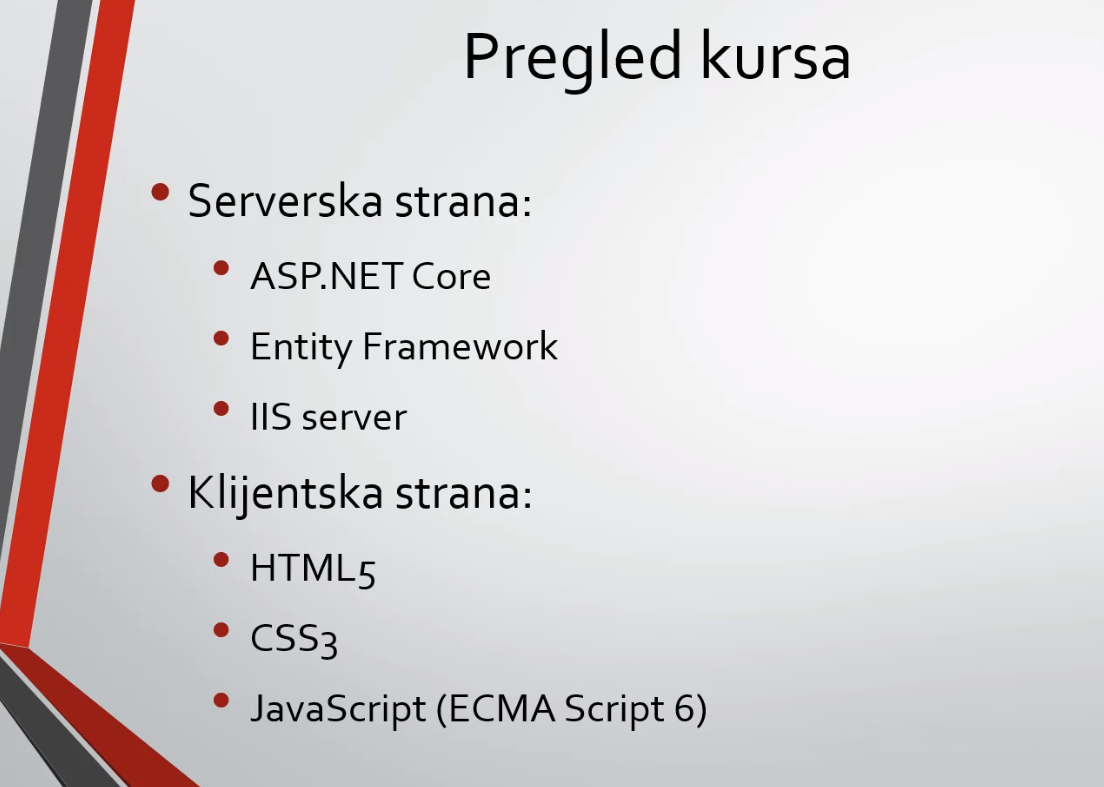 Pregled kursa
Serverska strana:
ASP.NET Core
Entity Framework
IIS server
Klijentska strana:
HTML5
CSS3
JavaScript (ECMA Script 6)